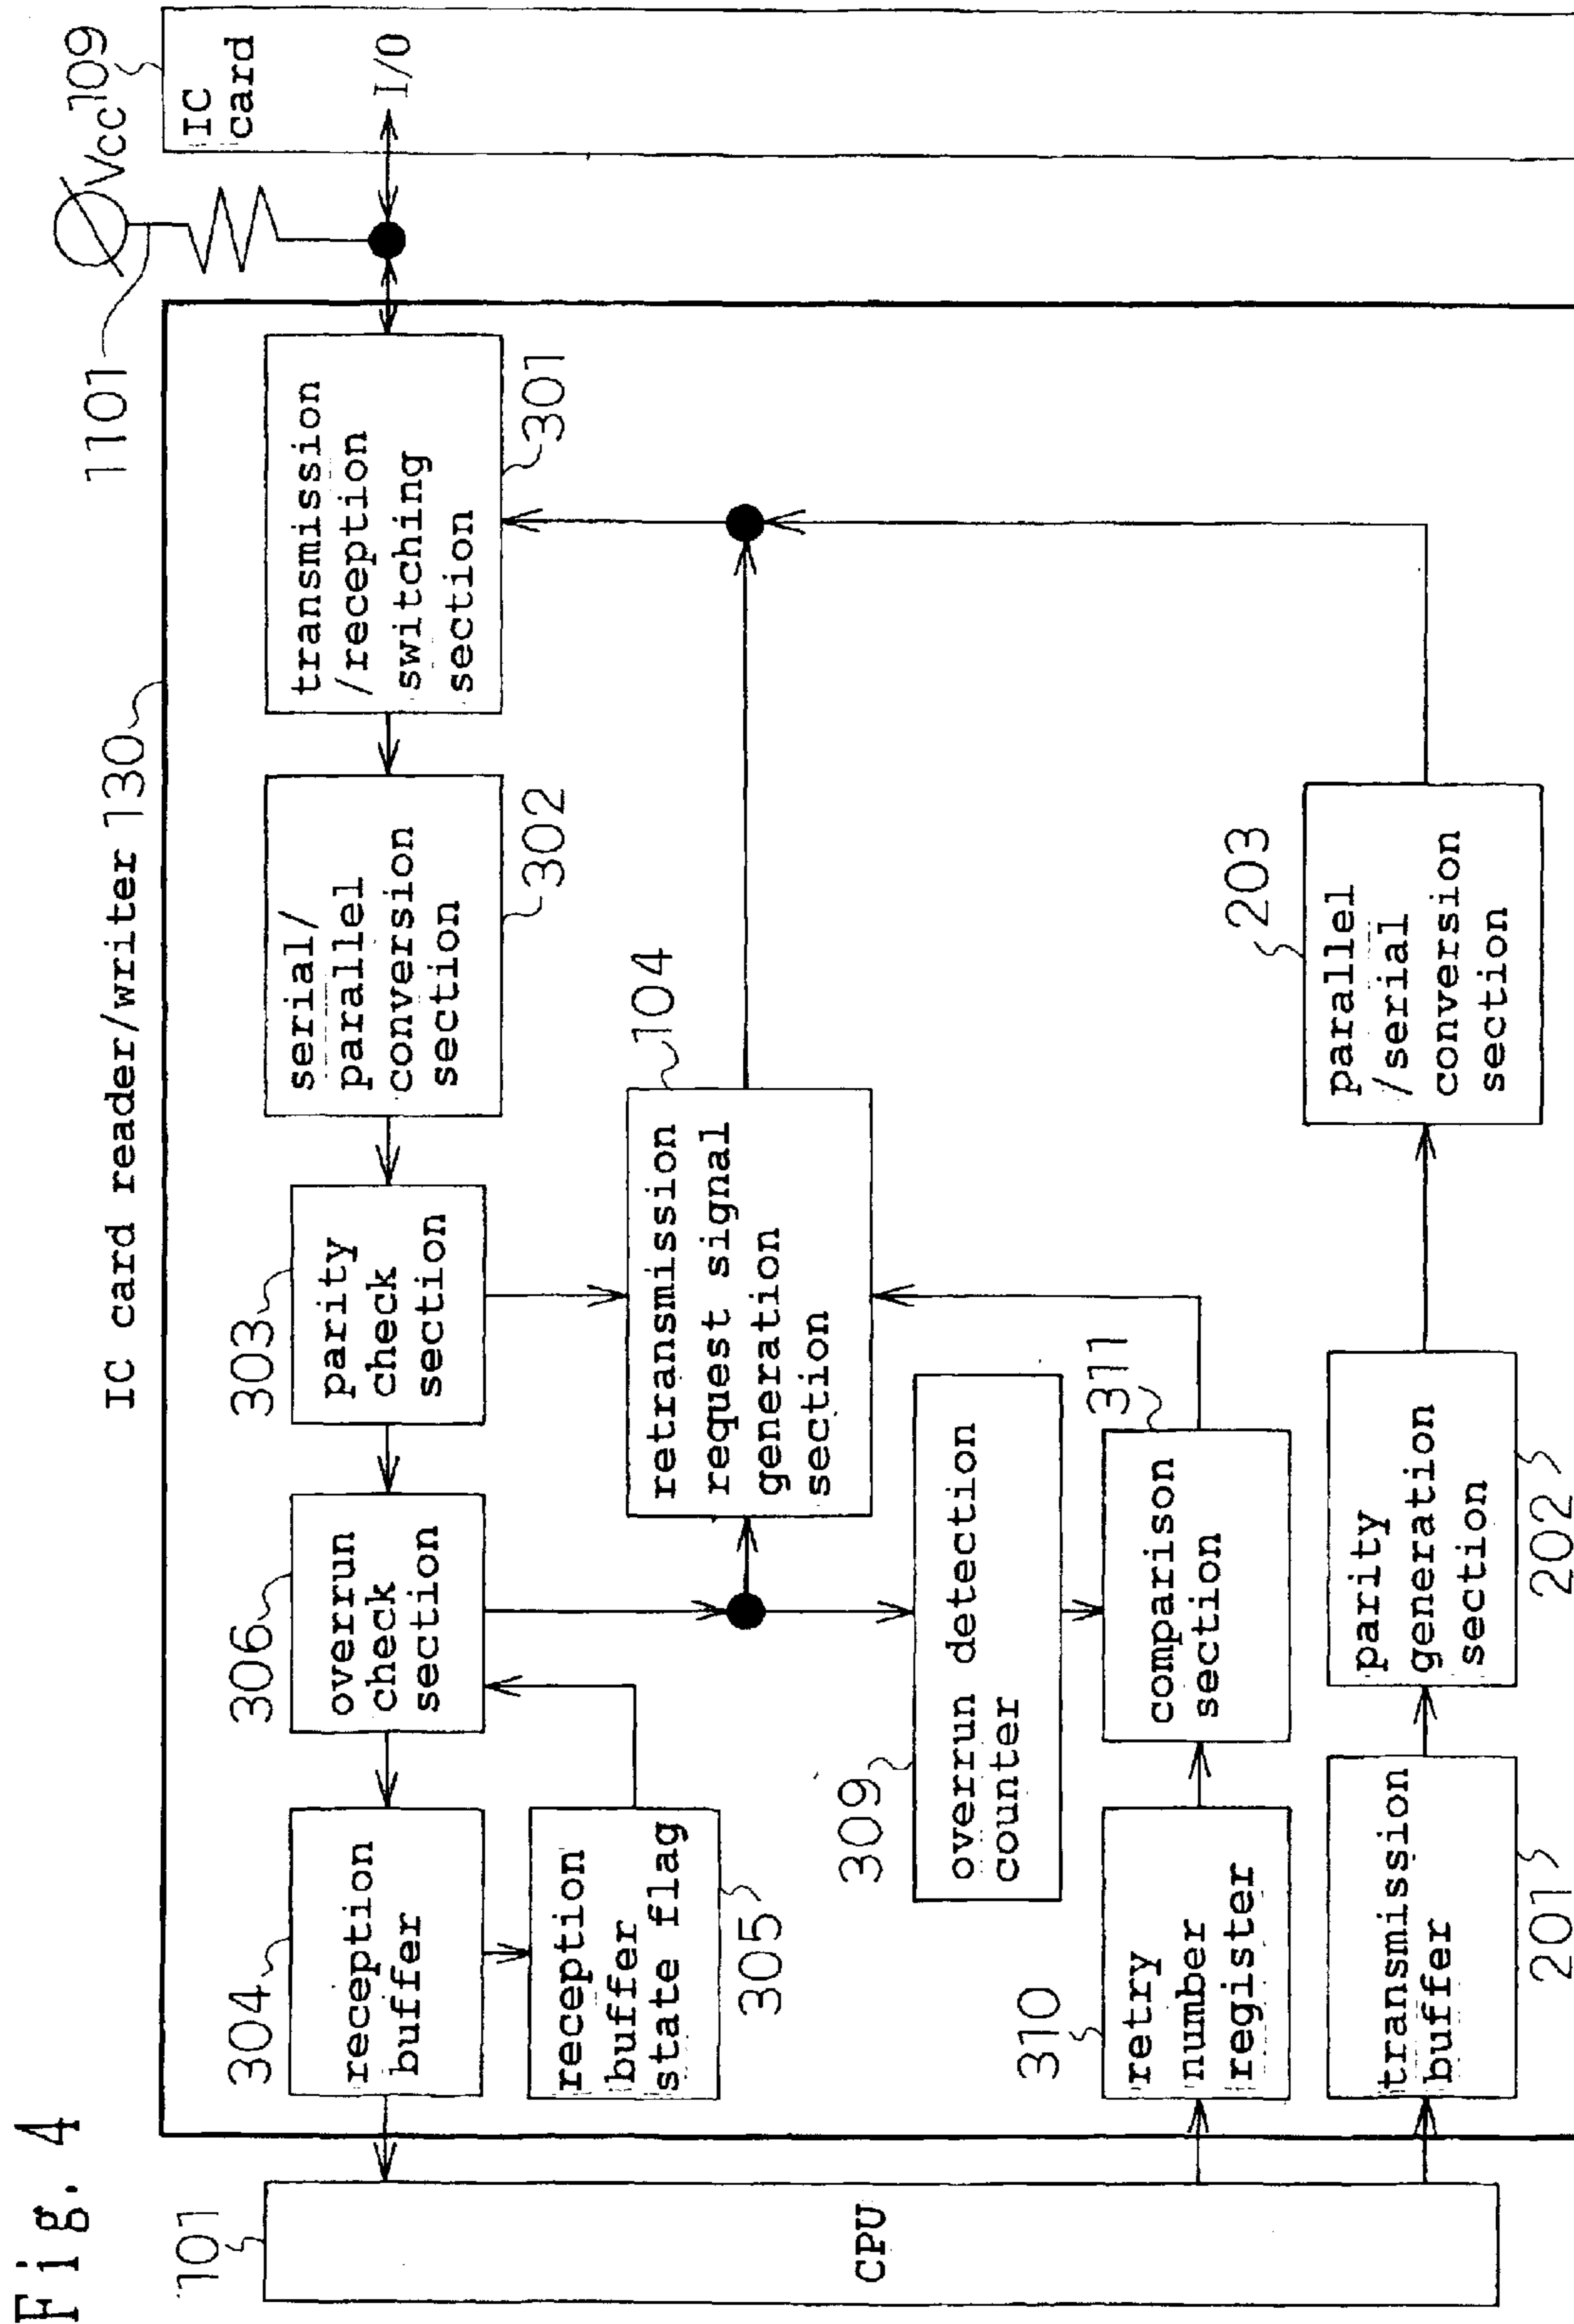 Fig. 4
101
CPU
IC card reader/writer 130
304
reception
buffer
reception
buffer
state flag
305
306
overrun
check
section
303
parity
check
section
serial/
parallel
conversion
section
302
transmission
/reception
switching
section
301
1101
Vcc
109
IC
card
I/O
retransmission
request signal
generation
section
104
309
overrun detection
counter
310
retry
number
register
comparison
section
311
transmission
buffer
201
parity
generation
section
202
parallel
/serial
conversion
section
203